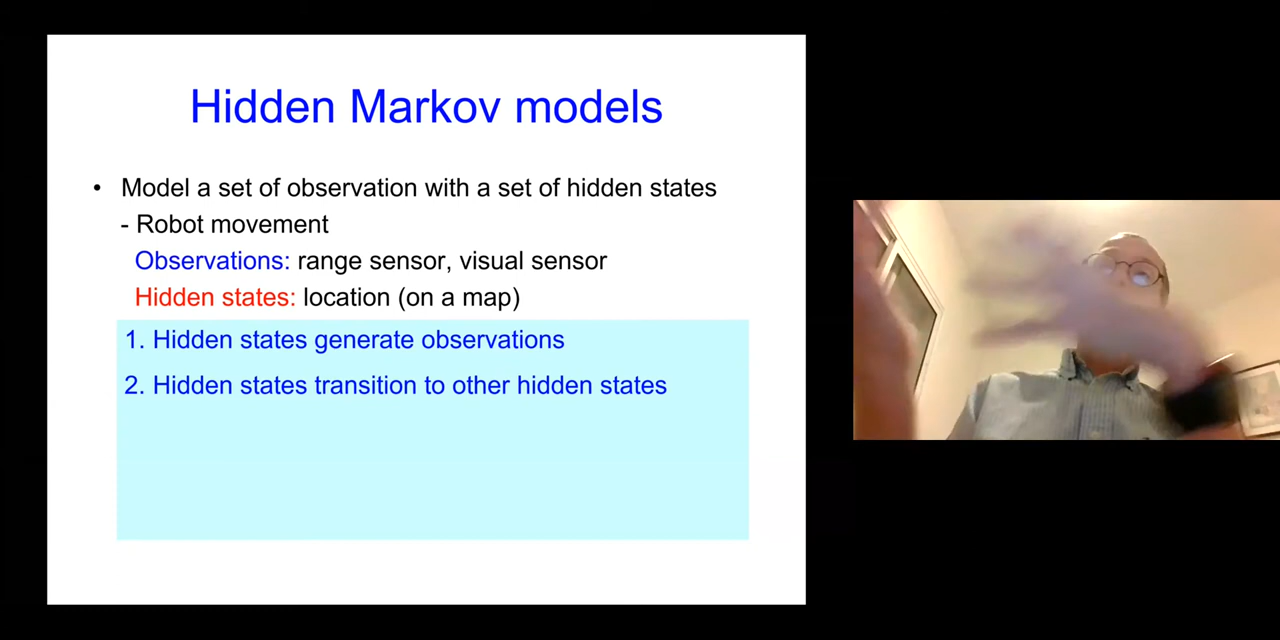 Hidden Markov models
• Model a set of observation with a set of hidden states
- Robot movement
Observations: range sensor, visual sensor
Hidden states: location (on a map)
1. Hidden states generate observations
2. Hidden states transition to other hidden states